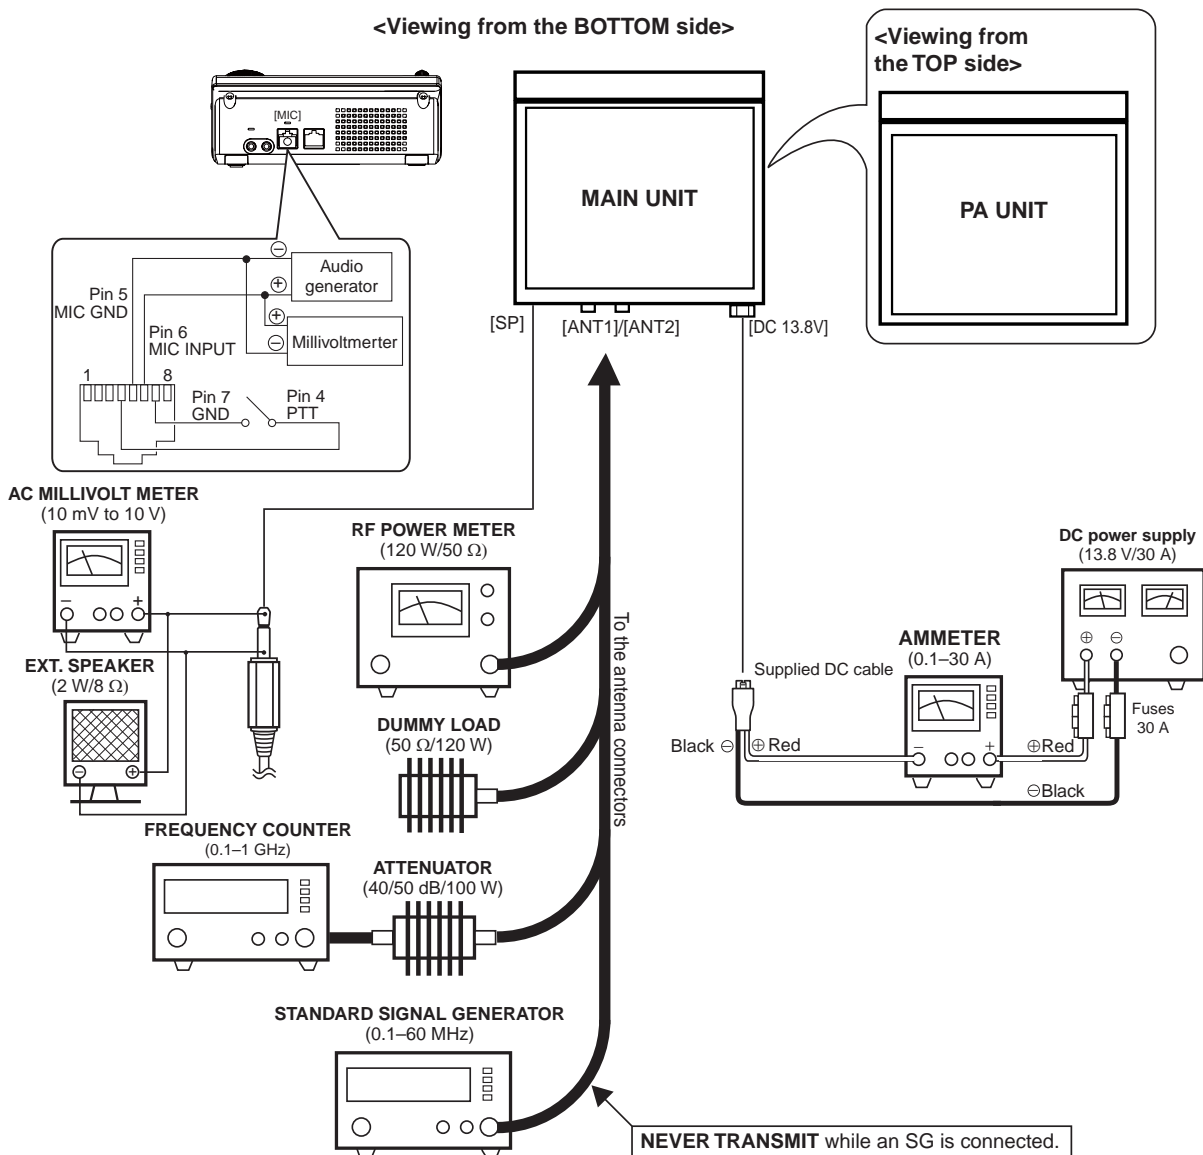 <Viewing from the BOTTOM side>
<Viewing from
the TOP side>
[MIC]
MAIN UNIT
PA UNIT
⊖
Audio
generator
⊕
Pin 5
MIC GND
⊕
Millivoltmerter
⊖
Pin 6
MIC INPUT
1
8
Pin 7
GND
Pin 4
PTT
[SP]
[ANT1]/[ANT2]
[DC 13.8V]
AC MILLIVOLT METER
(10 mV to 10 V)
– +
EXT. SPEAKER
(2 W/8 Ω)
⊖ ⊕
RF POWER METER
(120 W/50 Ω)
DUMMY LOAD
(50 Ω/120 W)
FREQUENCY COUNTER
(0.1–1 GHz)
ATTENUATOR
(40/50 dB/100 W)
STANDARD SIGNAL GENERATOR
(0.1–60 MHz)
To the antenna connectors
NEVER TRANSMIT while an SG is connected.
Supplied DC cable
Black ⊖
⊕ Red
AMMETER
(0.1–30 A)
– +
⊕Red
⊖Black
DC power supply
(13.8 V/30 A)
⊕ ⊖
Fuses
30 A